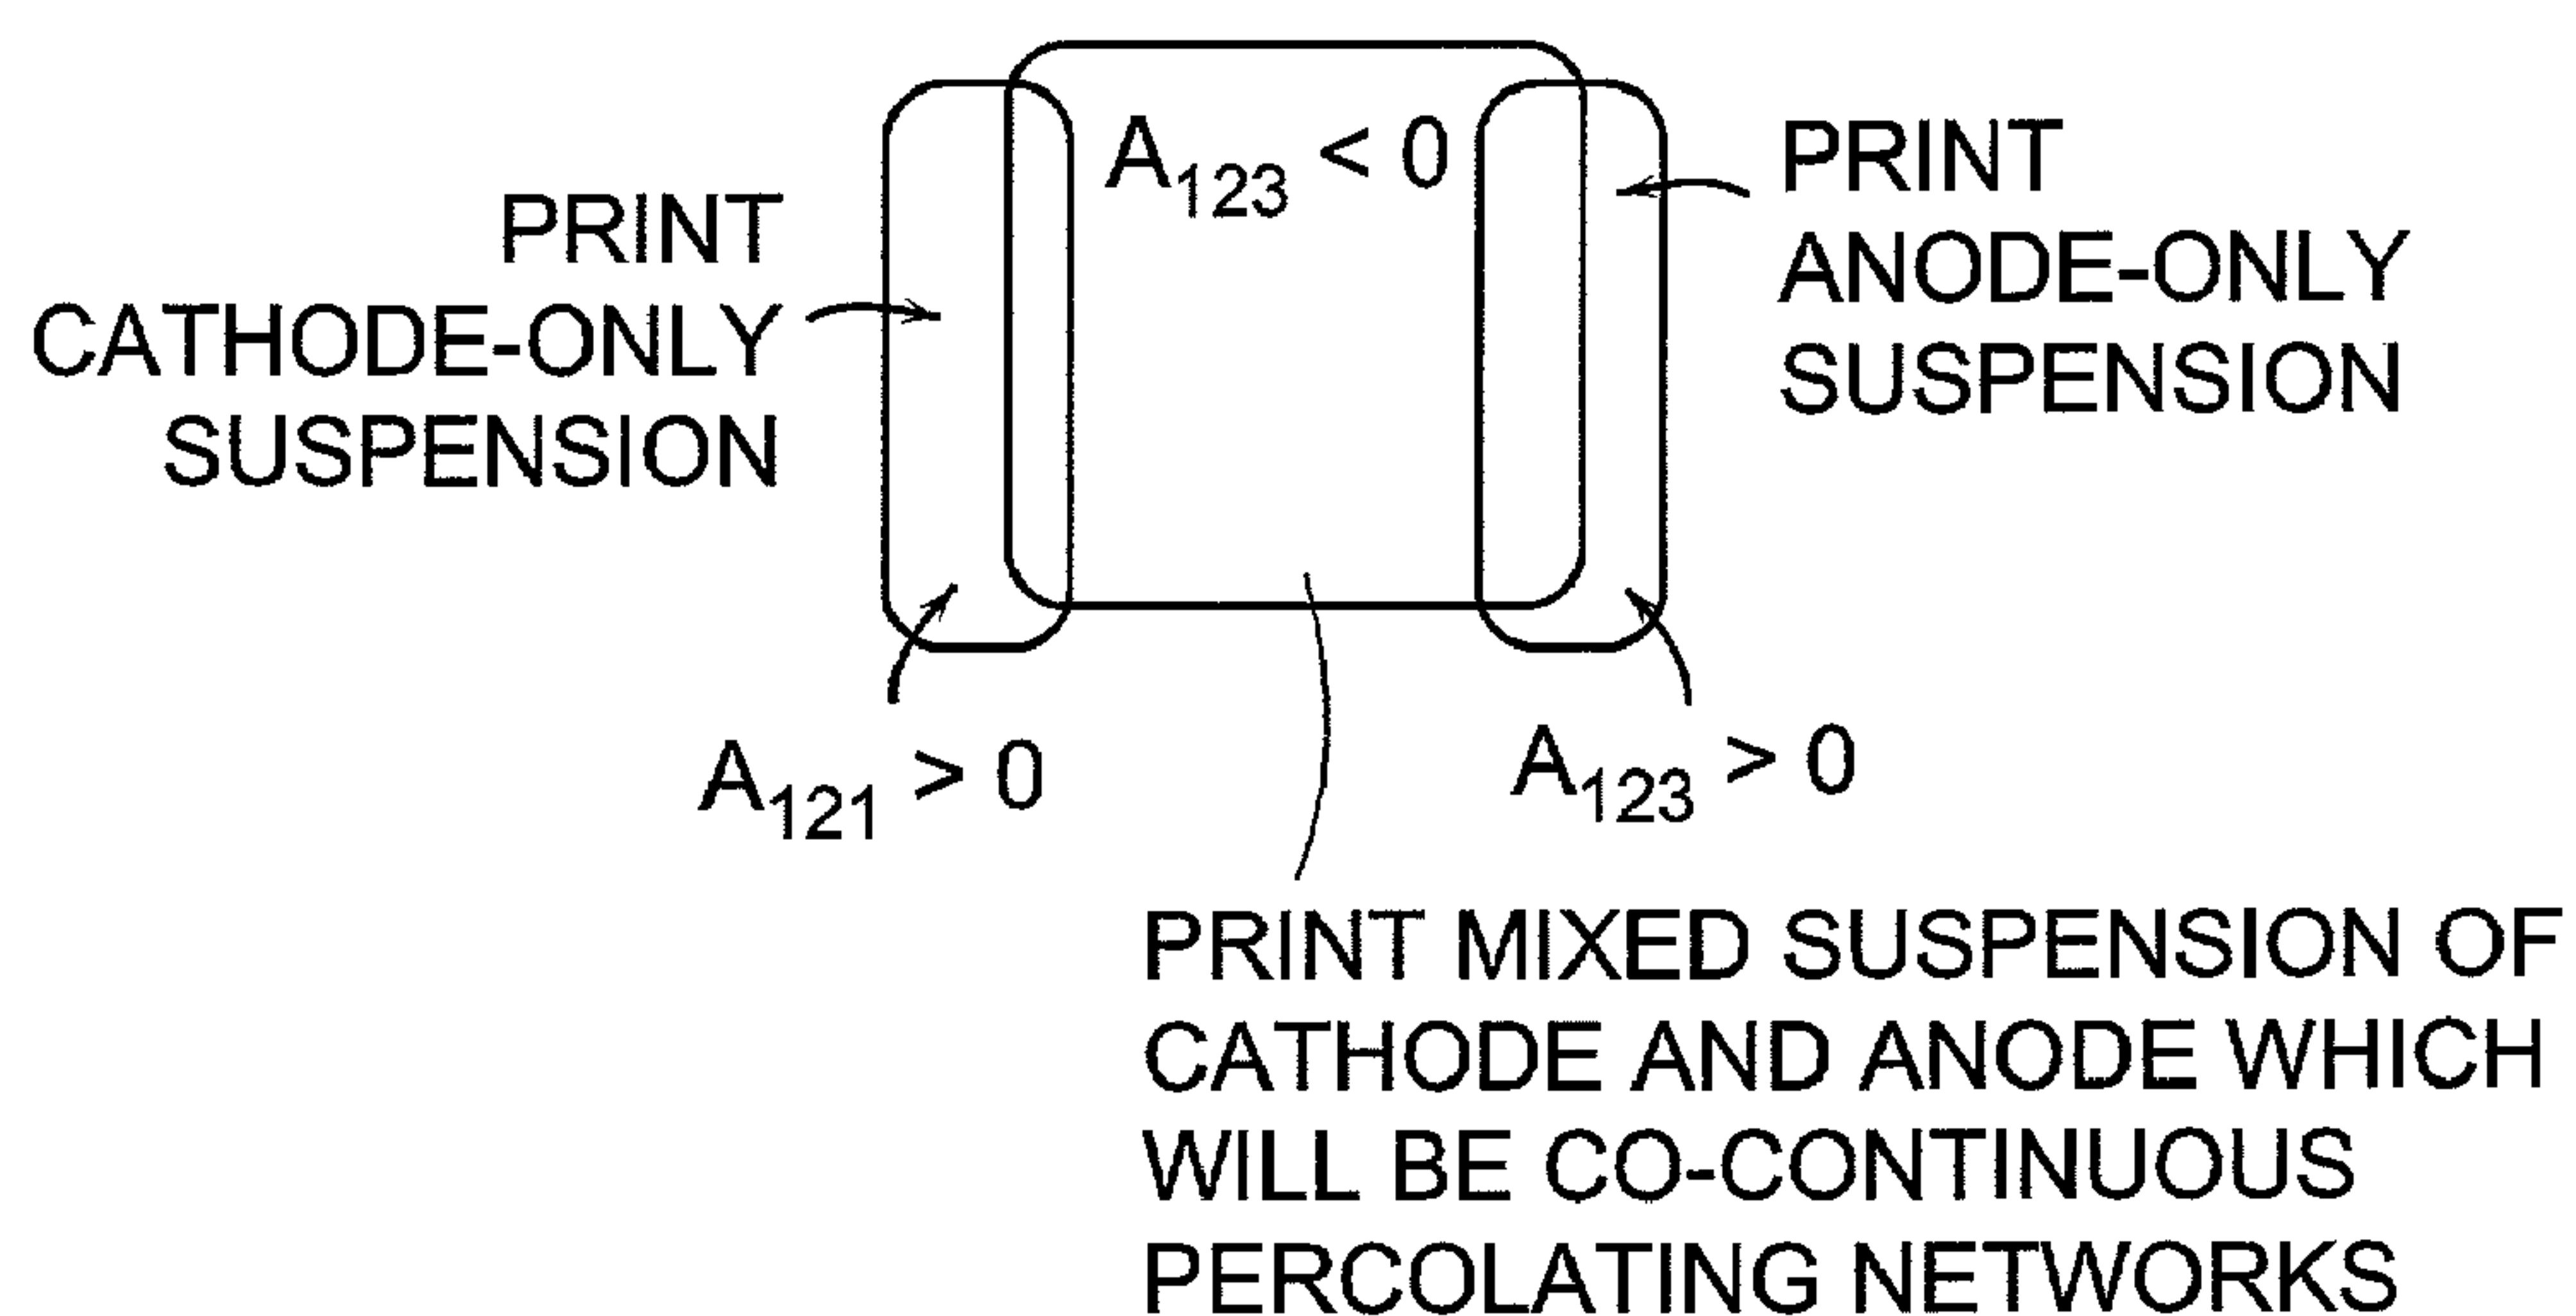 PRINT
CATHODE-ONLY
SUSPENSION
A₁₂₃ < 0
PRINT
ANODE-ONLY
SUSPENSION
A₁₂₁ > 0
A₁₂₃ > 0
PRINT MIXED SUSPENSION OF
CATHODE AND ANODE WHICH
WILL BE CO-CONTINUOUS
PERCOLATING NETWORKS